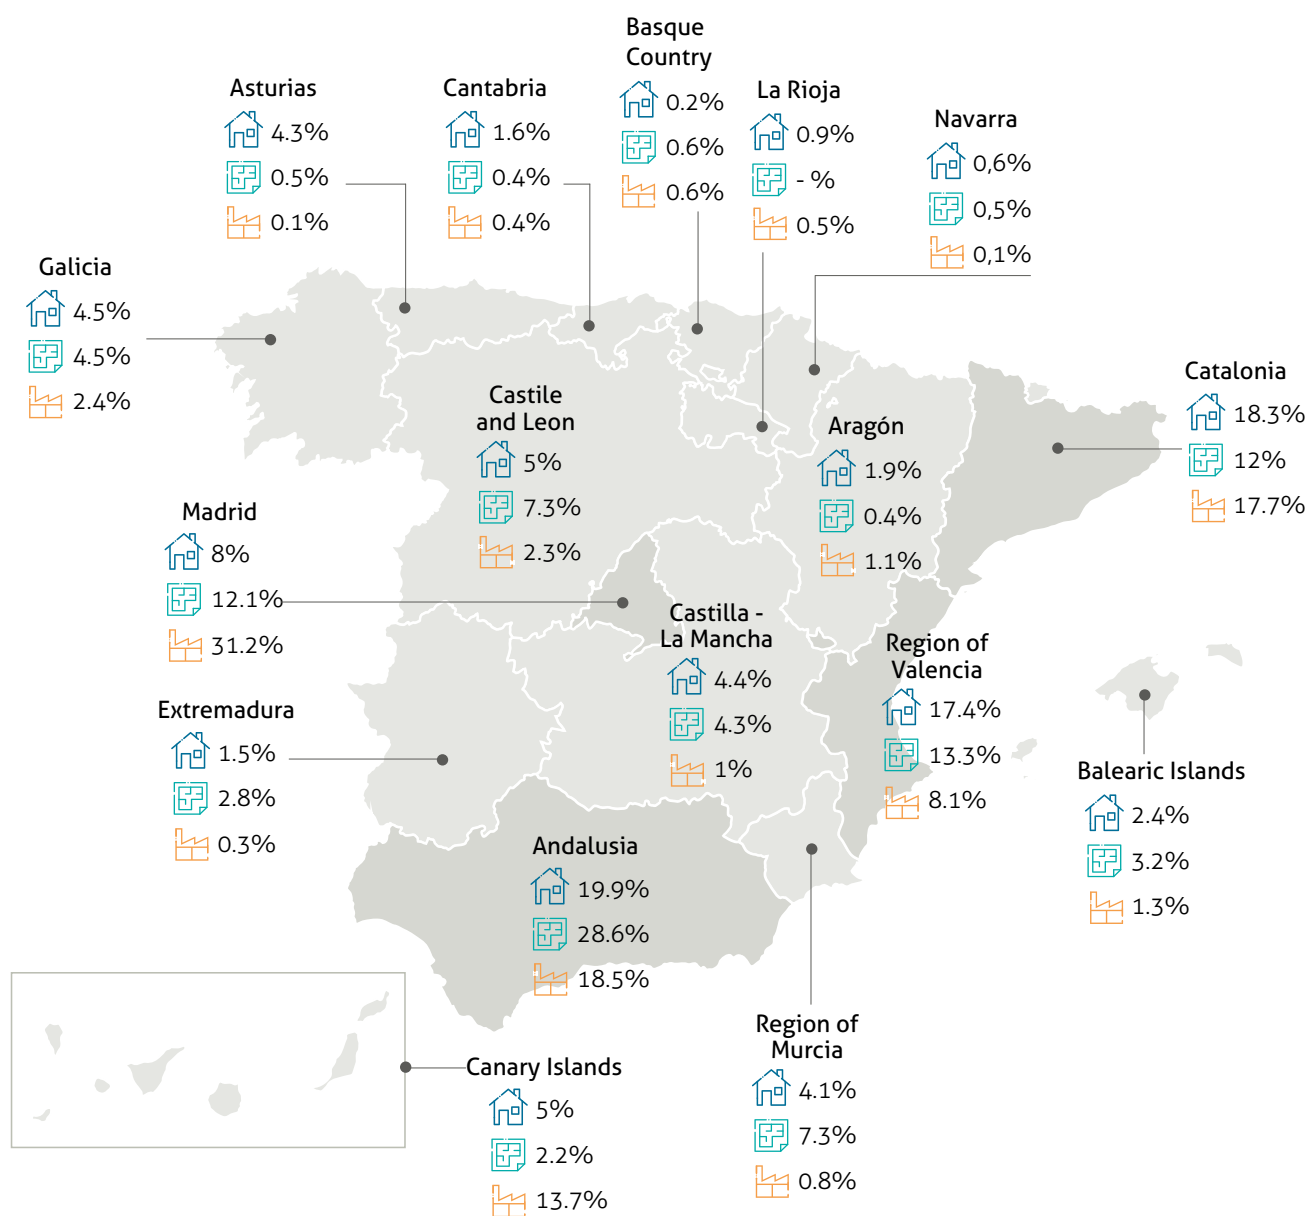 Basque
Country
0.2%
0.6%
0.6%
Asturias
4.3%
0.5%
0.1%
Cantabria
1.6%
0.4%
0.4%
La Rioja
0.9%
- %
0.5%
Navarra
0,6%
0,5%
0,1%
Galicia
4.5%
4.5%
2.4%
Castile
and Leon
5%
7.3%
2.3%
Aragón
1.9%
0.4%
1.1%
Catalonia
18.3%
12%
17.7%
Madrid
8%
12.1%
31.2%
Castilla -
La Mancha
4.4%
4.3%
1%
Region of
Valencia
17.4%
13.3%
8.1%
Extremadura
1.5%
2.8%
0.3%
Balearic Islands
2.4%
3.2%
1.3%
Andalusia
19.9%
28.6%
18.5%
Region of
Murcia
4.1%
7.3%
0.8%
Canary Islands
5%
2.2%
13.7%